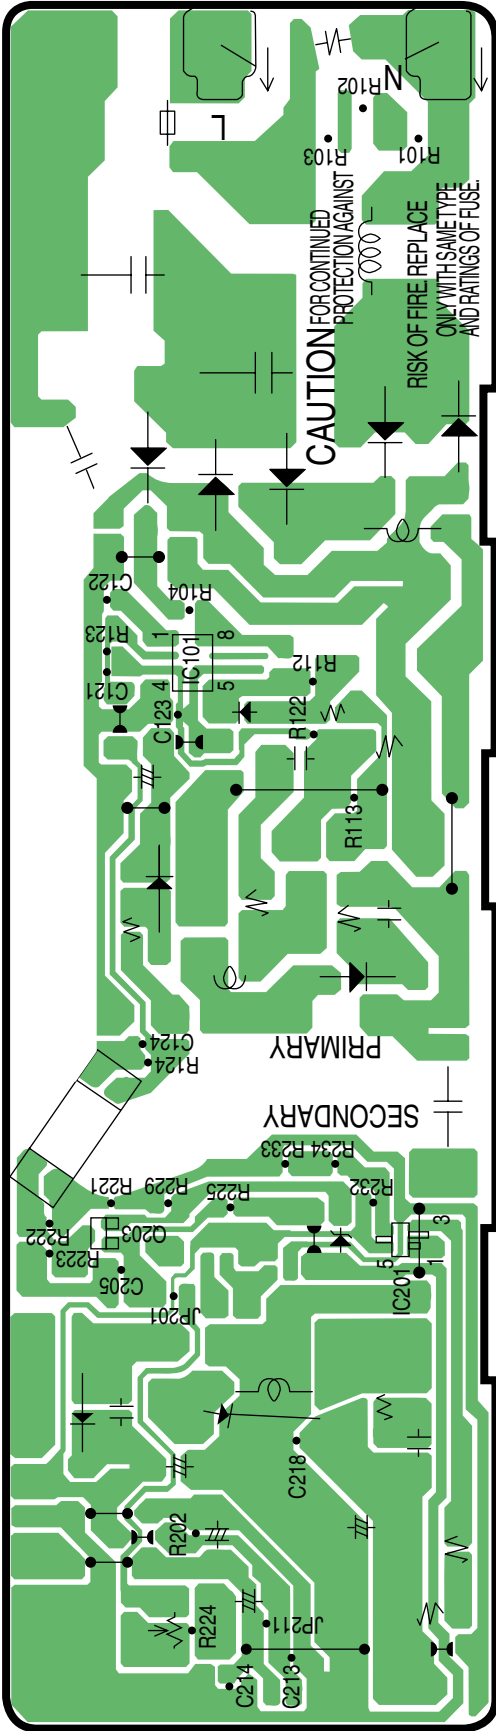 L
N
R102
R103
R101
CAUTION FOR CONTINUED
PROTECTION AGAINST
RISK OF FIRE. REPLACE
ONLY WITH SAME TYPE
AND RATINGS OF FUSE.
C122
R104
R123
1
8
IC101
C121
4
5
R112
C123
R122
R113
C124
R124
PRIMARY
SECONDARY
R233
R234
R221
R229
R225
R232
R222
R223
Q203
3
C205
5
1
IC201
JP201
C218
R202
R224
JP211
C214
C213